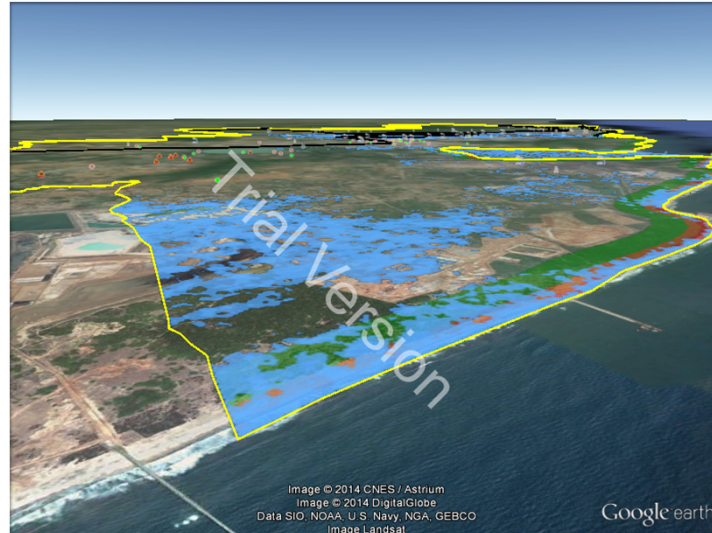 Trial Version
Image © 2014 CNES / Astrium
Image © 2014 DigitalGlobe
Data SIO, NOAA, U.S. Navy, NGA, GEBCO
Image Landsat
Google earth